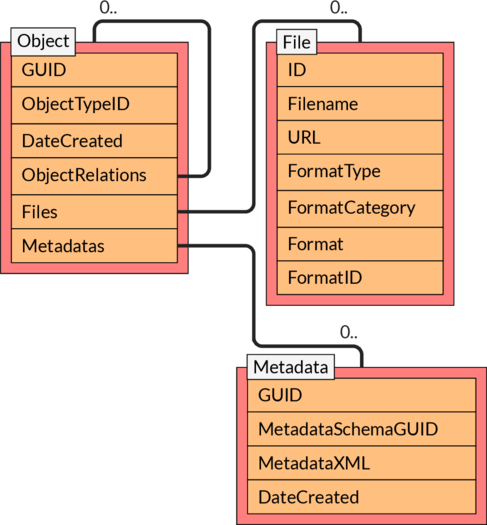 0..
Object
GUID
ObjectTypeID
DateCreated
ObjectRelations
Files
Metadatas
0..
File
ID
Filename
URL
FormatType
FormatCategory
Format
FormatID
0..
Metadata
GUID
MetadataSchemaGUID
MetadataXML
DateCreated